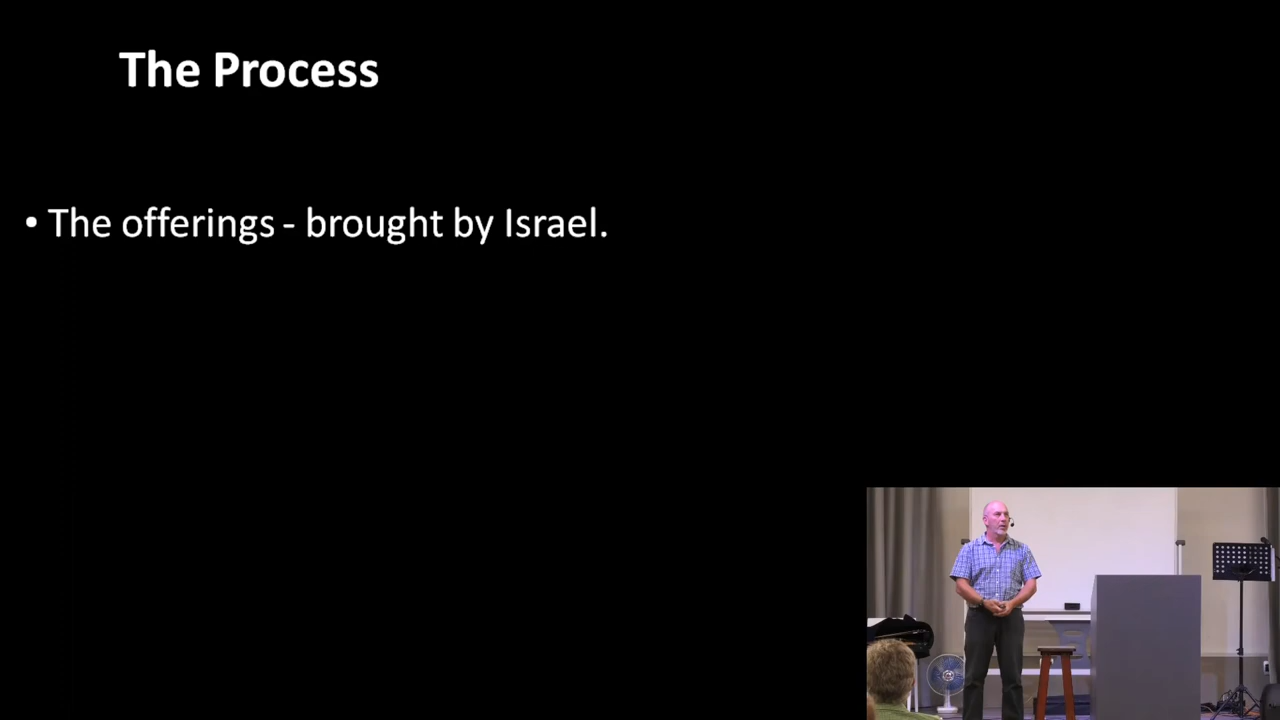 The Process
• The offerings - brought by Israel.